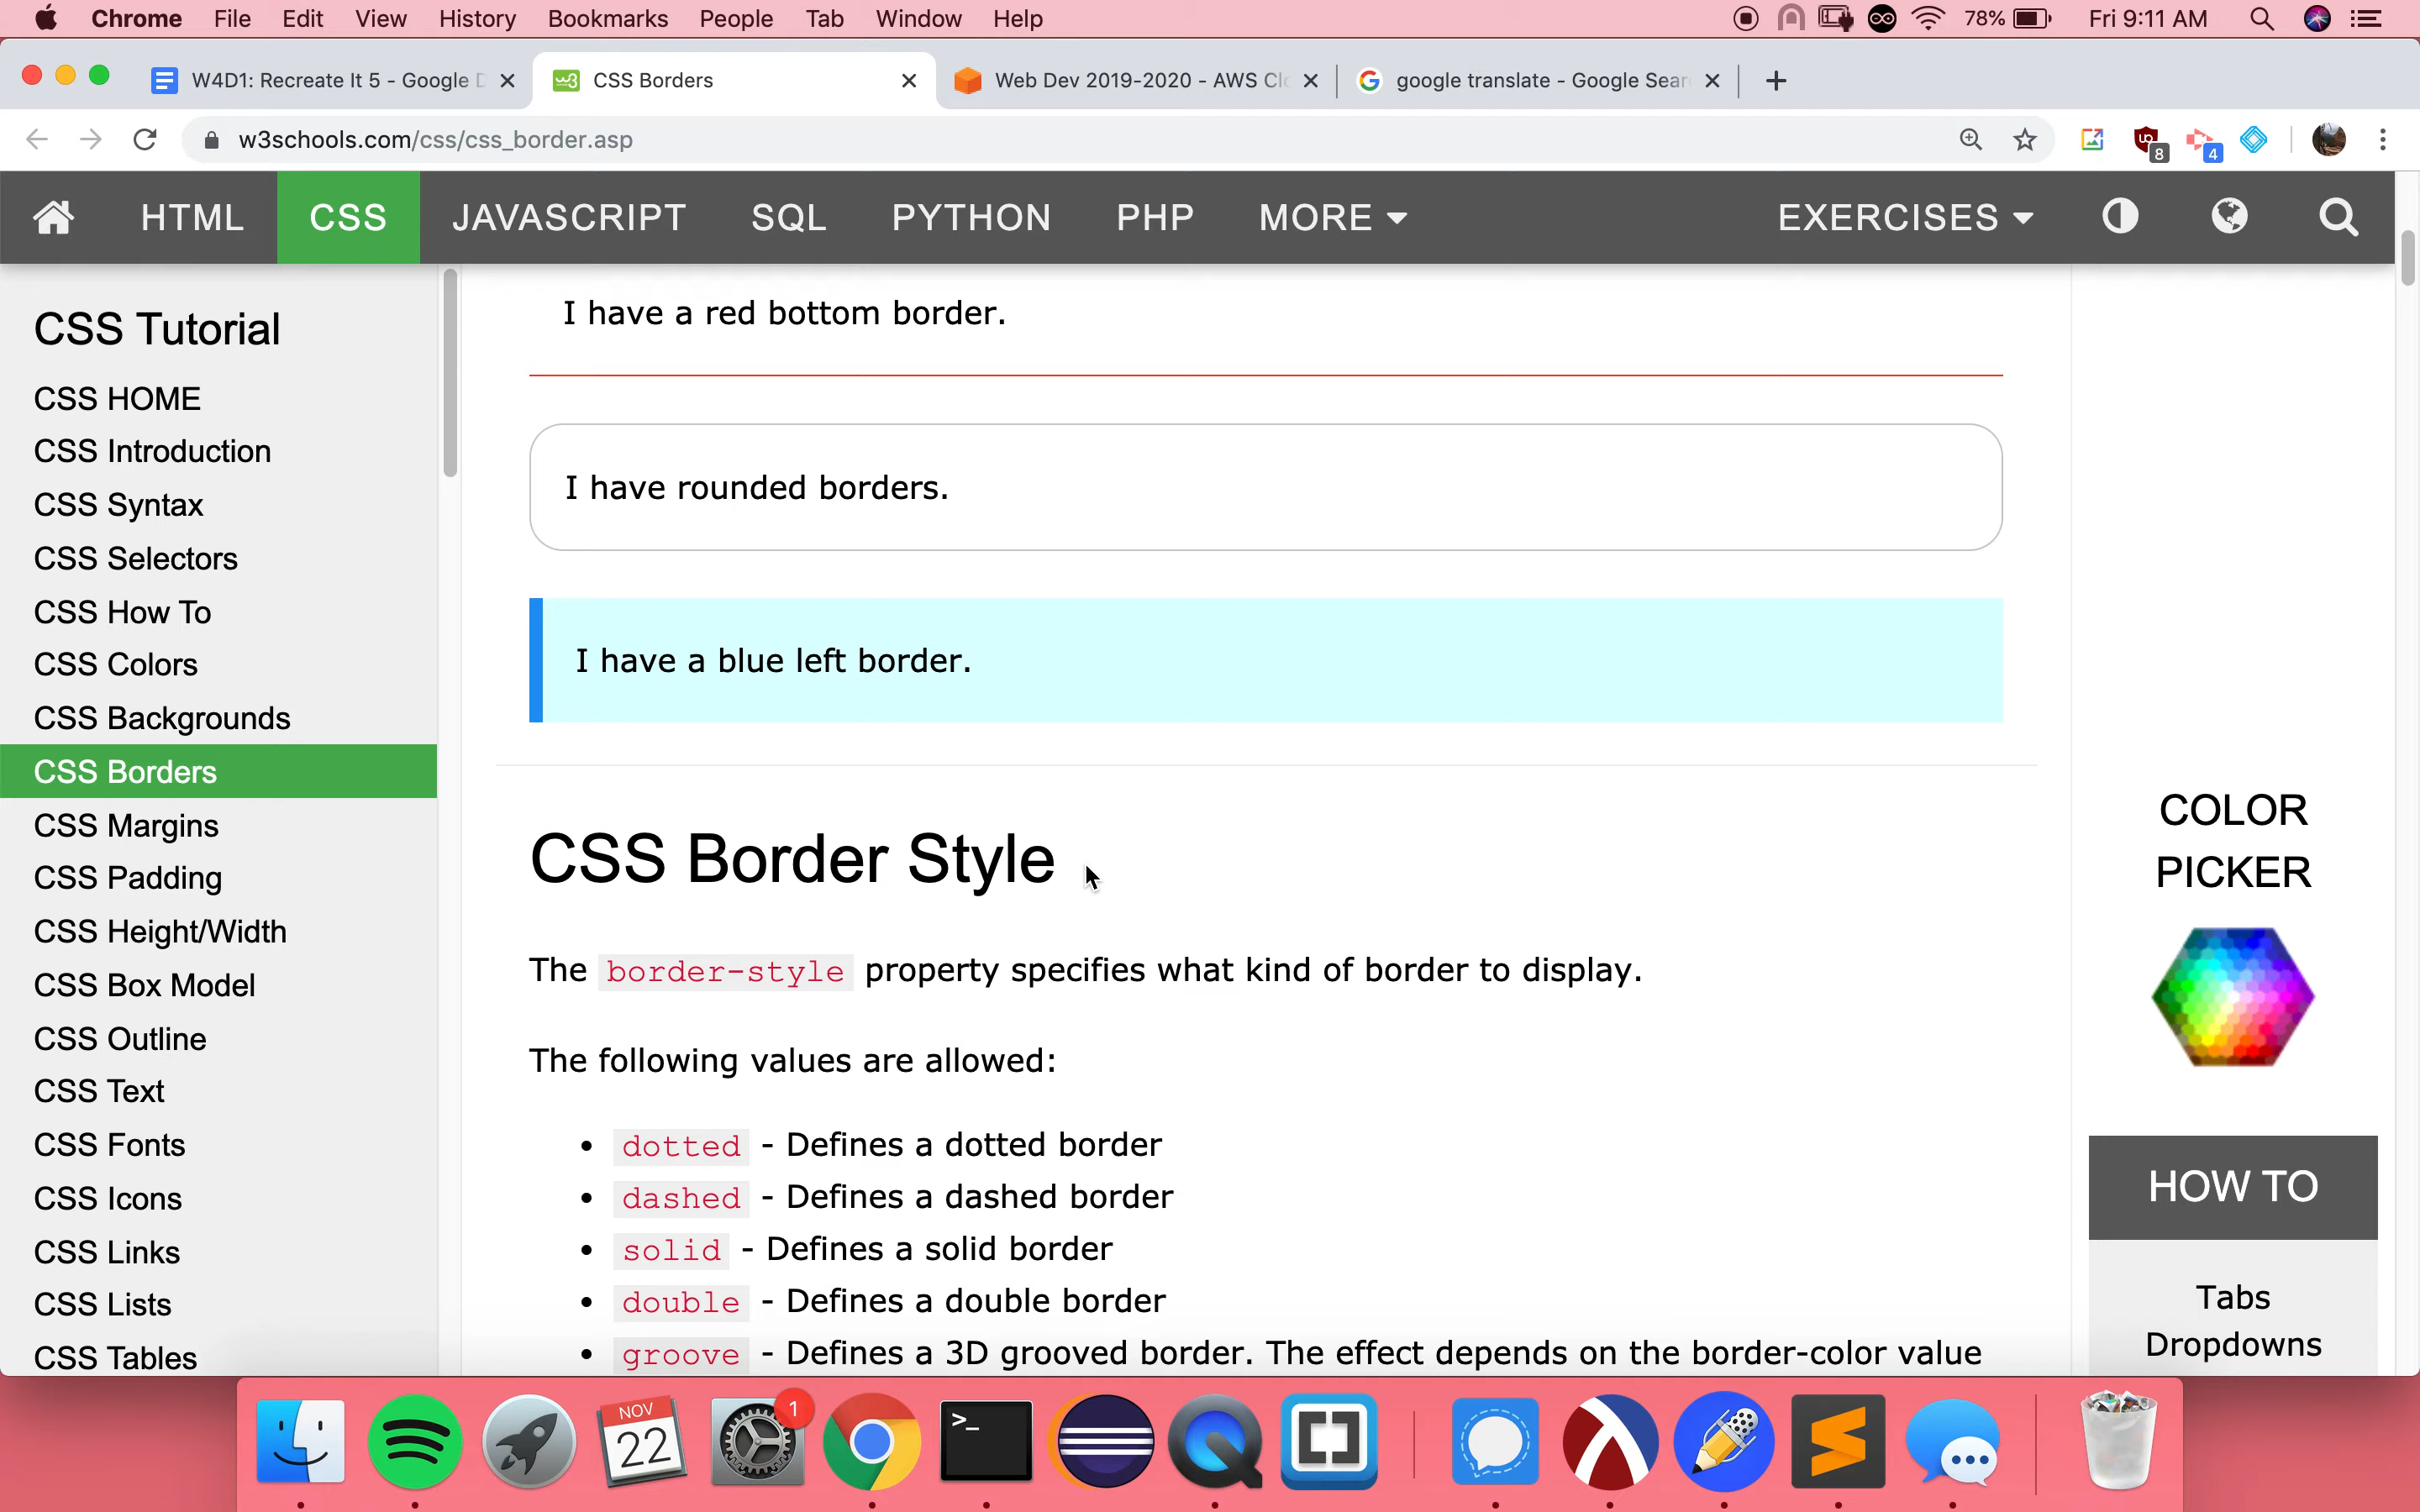 Chrome File Edit View History Bookmarks People Tab Window Help 78% Fri 9:11 AM
W4D1: Recreate It 5 - Google D CSS Borders Web Dev 2019-2020 - AWS Clo google translate - Google Sear
w3schools.com/css/css_border.asp 8 4
HTML CSS JAVASCRIPT SQL PYTHON PHP MORE EXERCISES
CSS Tutorial
CSS HOME
CSS Introduction
CSS Syntax
CSS Selectors
CSS How To
CSS Colors
CSS Backgrounds
CSS Borders
CSS Margins
CSS Padding
CSS Height/Width
CSS Box Model
CSS Outline
CSS Text
CSS Fonts
CSS Icons
CSS Links
CSS Lists
CSS Tables
I have a red bottom border.
I have rounded borders.
I have a blue left border.
CSS Border Style
The border-style property specifies what kind of border to display.
The following values are allowed:
• dotted - Defines a dotted border
• dashed - Defines a dashed border
• solid - Defines a solid border
• double - Defines a double border
• groove - Defines a 3D grooved border. The effect depends on the border-color value
COLOR
PICKER
HOW TO
Tabs
Dropdowns
NOV
22
1
>_